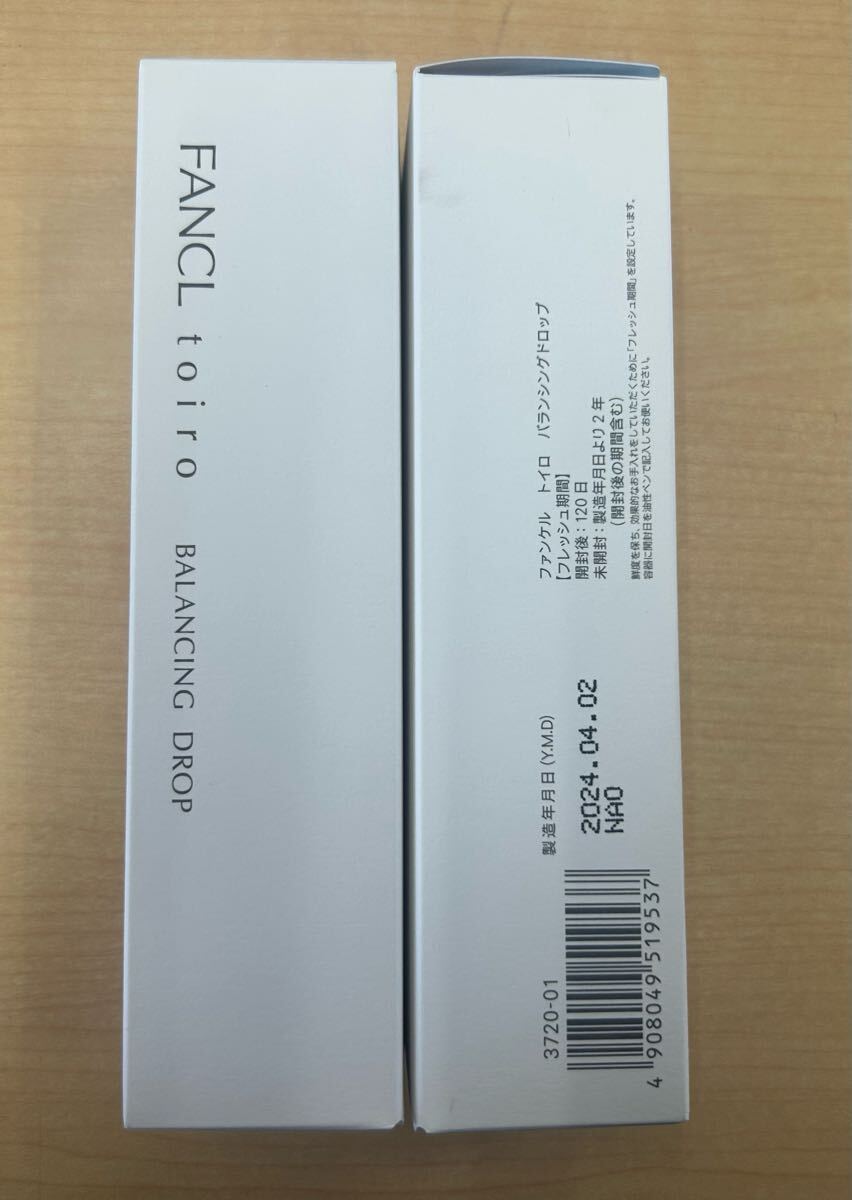 FANCL toiro BALANCING DROP
ファンケル トイロ バランシングドロップ
【フレッシュ期間】
開封後：120日
未開封：製造年月日より2年
（開封後の期間含む）
鮮度を保ち、効果的なお手入れをしていただくために「フレッシュ期間」を設定しています。
容器に開封日を油性ペンで記入してお使いください。
製造年月日(Y.M.D)
2024.04.02
NAO
3720-01
4 908049 519537